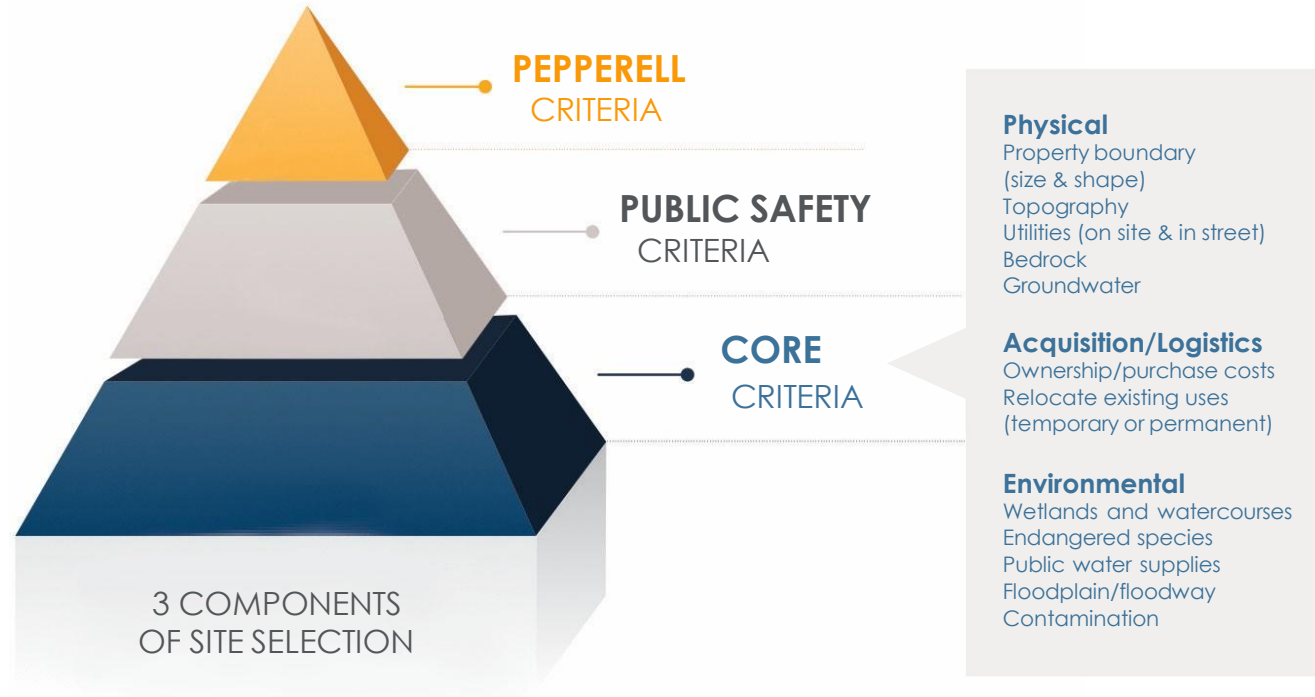 PEPPERELL
CRITERIA
PUBLIC SAFETY
CRITERIA
CORE
CRITERIA
3 COMPONENTS
OF SITE SELECTION
Physical
Property boundary
(size & shape)
Topography
Utilities (on site & in street)
Bedrock
Groundwater
Acquisition/Logistics
Ownership/purchase costs
Relocate existing uses
(temporary or permanent)
Environmental
Wetlands and watercourses
Endangered species
Public water supplies
Floodplain/floodway
Contamination